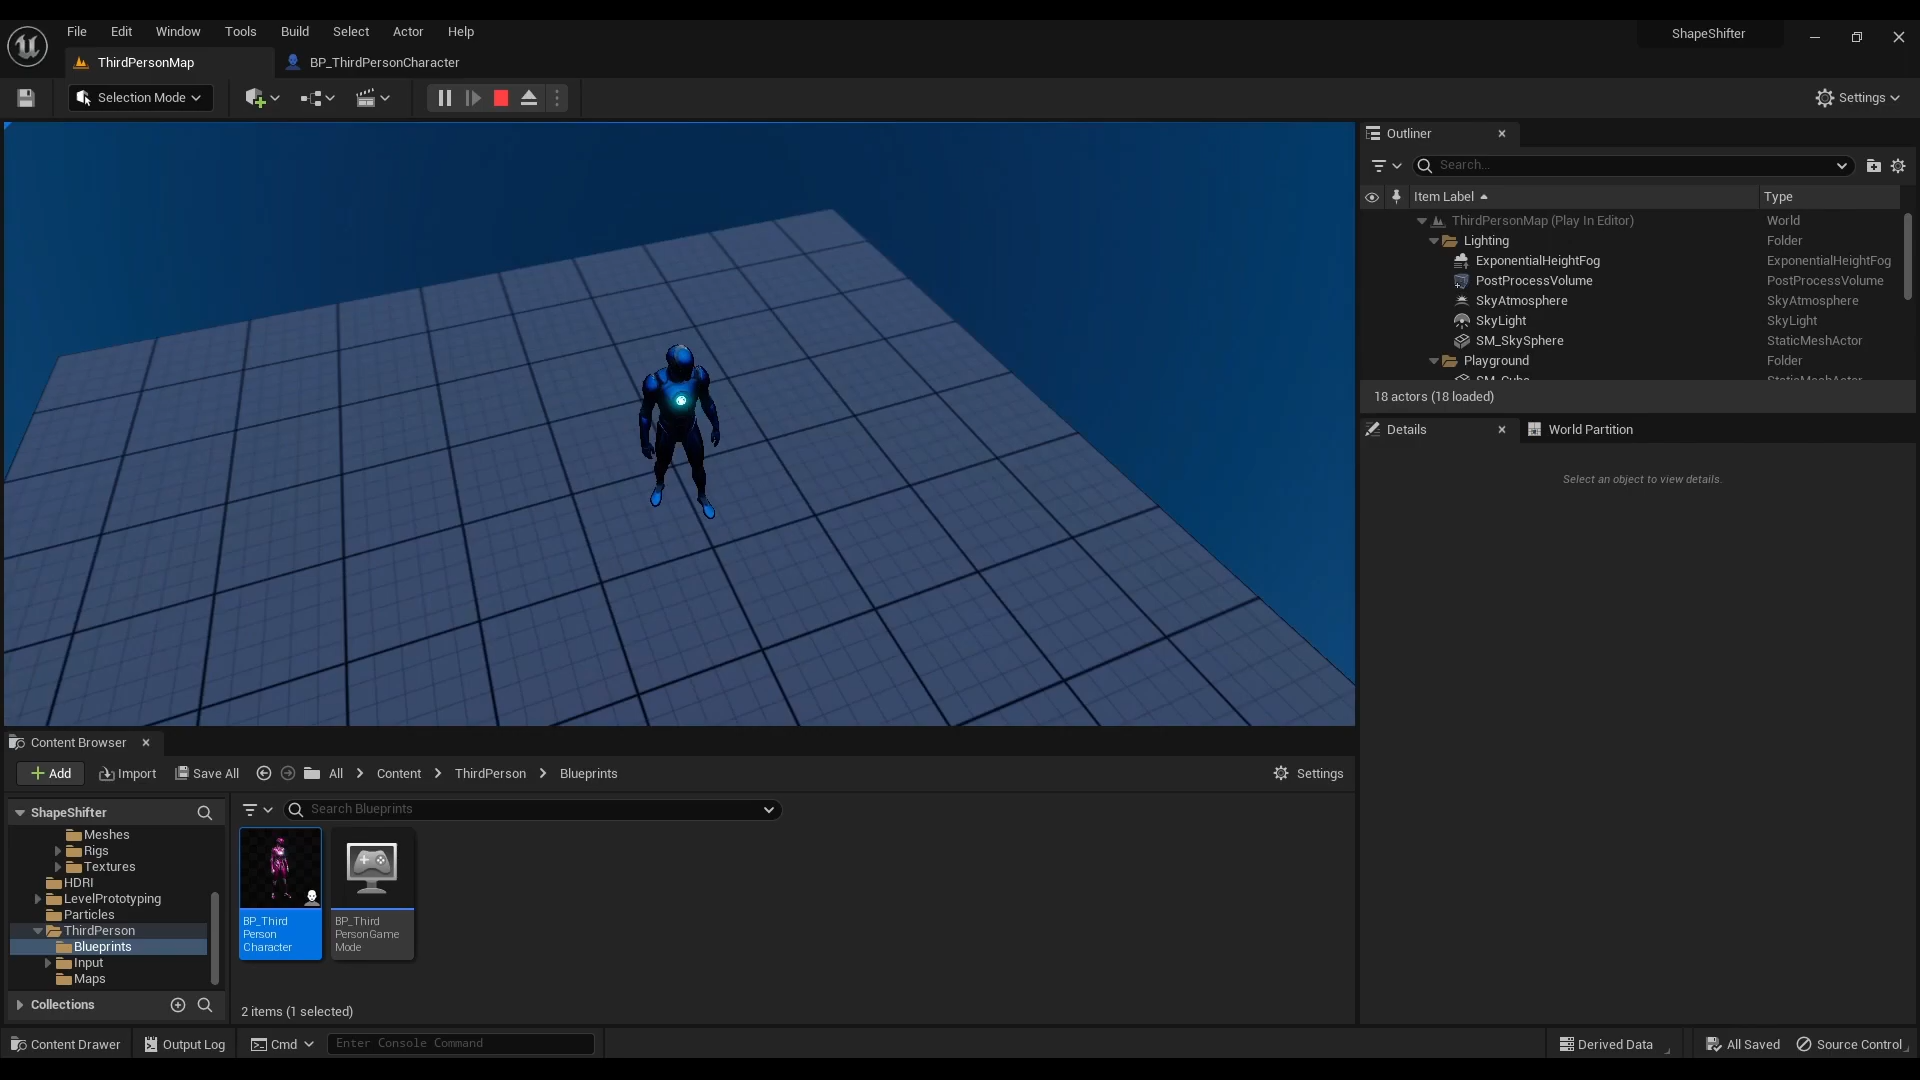 File Edit Window Tools Build Select Actor Help
ShapeShifter
ThirdPersonMap
BP_ThirdPersonCharacter
Selection Mode
Settings
Outliner
Search...
Item Label Type
ThirdPersonMap (Play In Editor) World
Lighting Folder
ExponentialHeightFog ExponentialHeightFog
PostProcessVolume PostProcessVolume
SkyAtmosphere SkyAtmosphere
SkyLight SkyLight
SM_SkySphere StaticMeshActor
Playground Folder
SM_Cube StaticMeshActor
18 actors (18 loaded)
Details
World Partition
Select an object to view details.
Content Browser
Add Import Save All All Content ThirdPerson Blueprints Settings
ShapeShifter
Meshes
Rigs
Textures
HDRI
LevelPrototyping
Particles
ThirdPerson
Blueprints
Input
Maps
Collections
Search Blueprints
BP_Third
Person
Character
BP_Third
PersonGame
Mode
2 items (1 selected)
Content Drawer Output Log Cmd Enter Console Command Derived Data All Saved Source Control